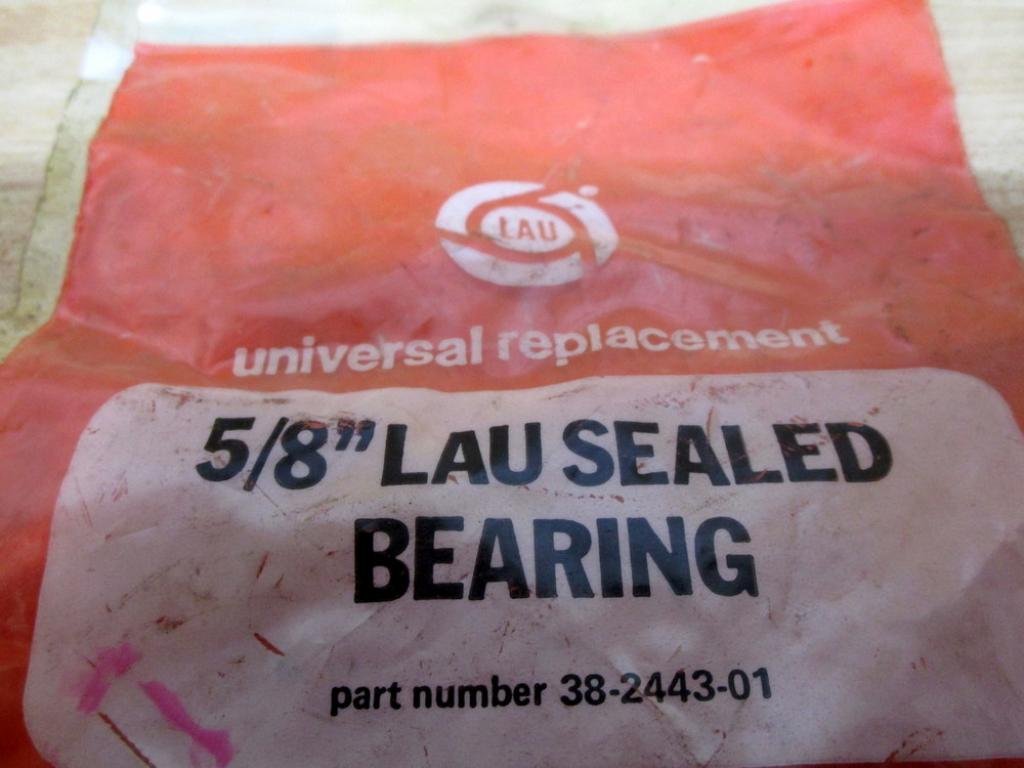 LAU
universal replacement
5/8” LAU SEALED
BEARING
part number 38-2443-01